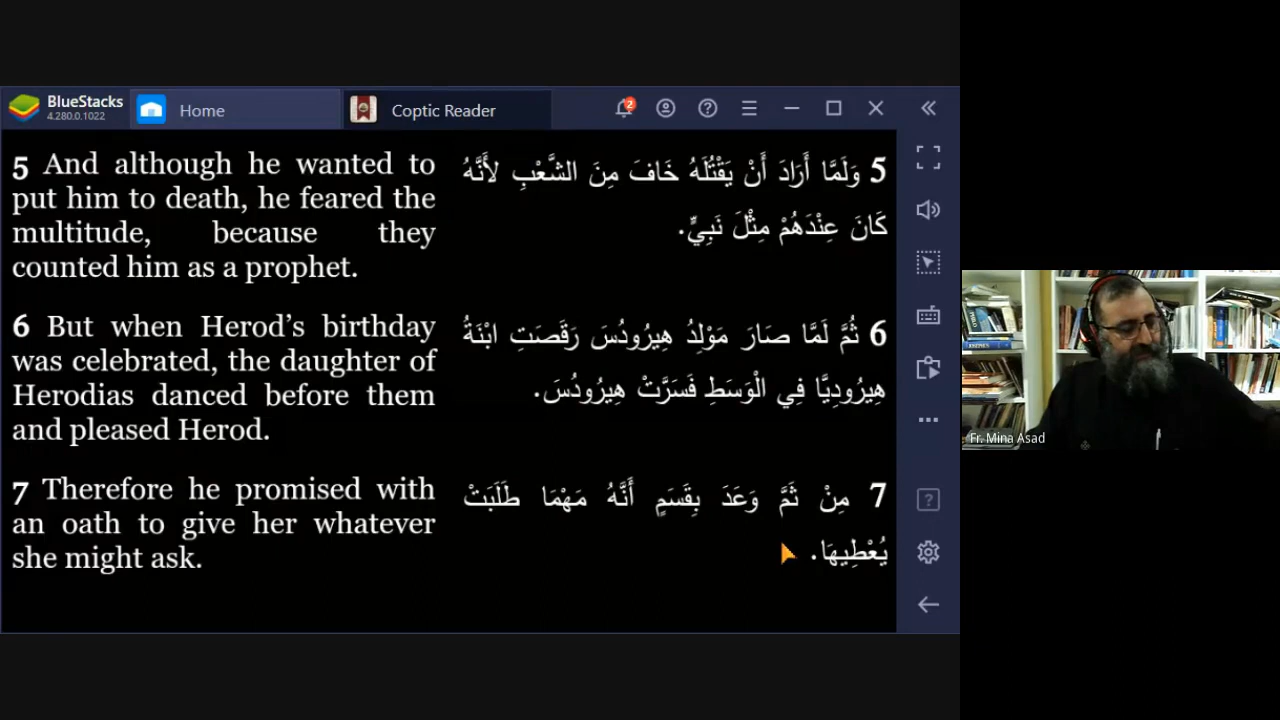 BlueStacks
4.280.0.1022
Home
Coptic Reader
2
5 And although he wanted to
put him to death, he feared the
multitude, because they
counted him as a prophet.
6 But when Herod’s birthday
was celebrated, the daughter of
Herodias danced before them
and pleased Herod.
7 Therefore he promised with
an oath to give her whatever
she might ask.
5 وَلَمَّا أَرَادَ أَنْ يَقْتُلَهُ خَافَ مِنَ الشَّعْبِ لأَنَّهُ
كَانَ عِنْدَهُمْ مِثْلَ نَبِيٍّ.
6 ثُمَّ لَمَّا صَارَ مَوْلِدُ هِيرُودُسَ رَقَصَتِ ابْنَةُ
هِيرُودِيَّا فِي الْوَسَطِ فَسَرَّتْ هِيرُودُسَ.
7 مِنْ ثَمَّ وَعَدَ بِقَسَمٍ أَنَّهُ مَهْمَا طَلَبَتْ
يُعْطِيهَا.
Fr. Mina Asad